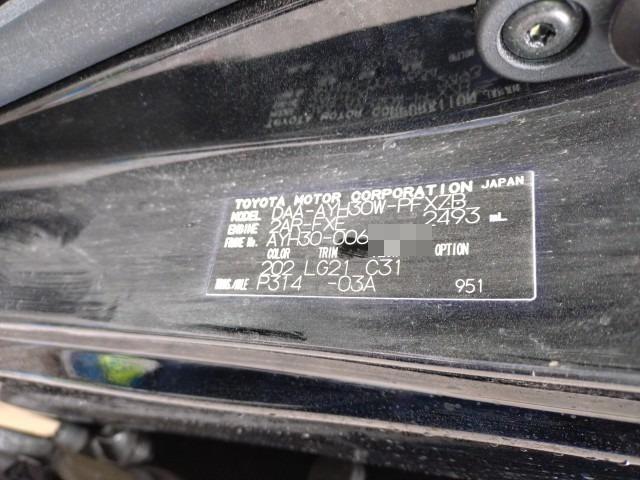 TOYOTA MOTOR CORPORATION JAPAN
MODEL DAA-AYH30W-PFXZB
ENGINE 2AR-FXE 2493 mL
FRAME No. AYH30-006
COLOR TRIM OPTION
202 LG21 C31
TRANS./AXLE P314 -03A 951